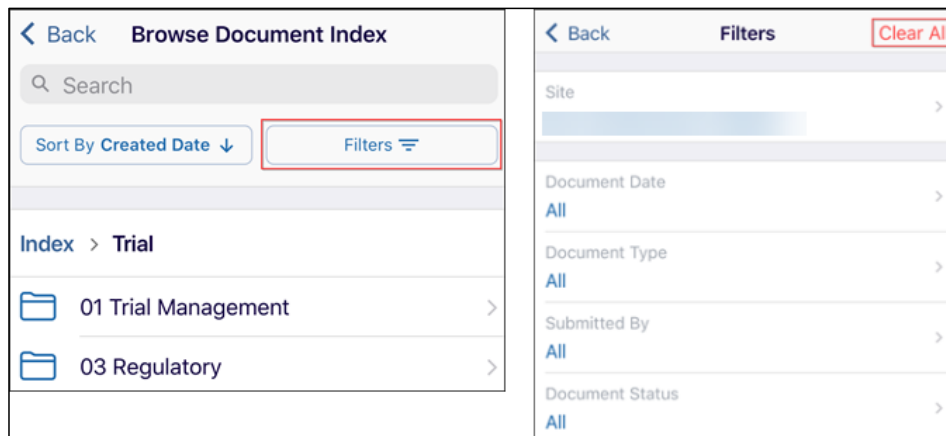 Back Browse Document Index
Search
Sort By Created Date ↓ Filters
Index > Trial
01 Trial Management
03 Regulatory
Back Filters Clear All
Site
Document Date
All
Document Type
All
Submitted By
All
Document Status
All